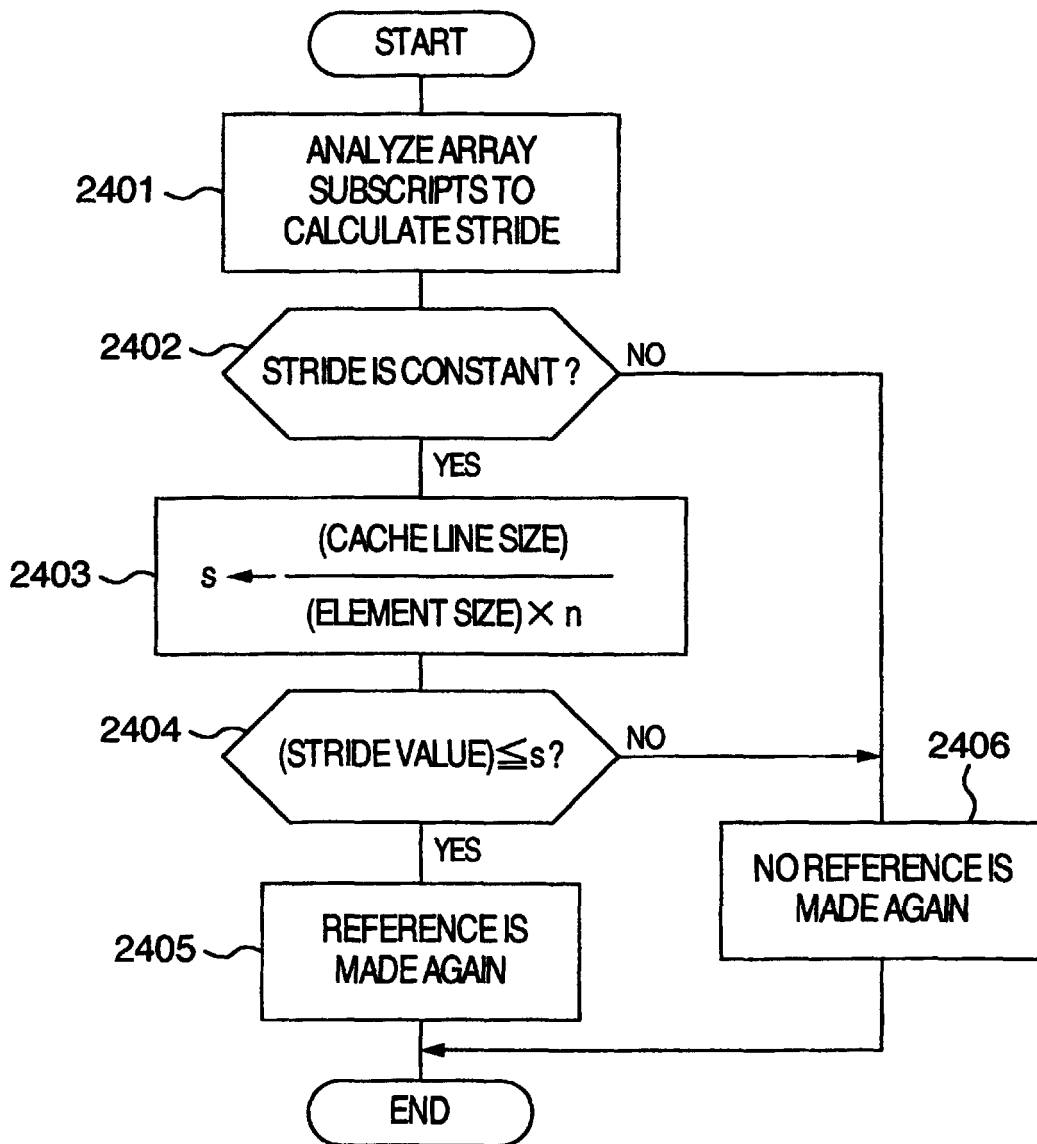 START
2401
ANALYZE ARRAY
SUBSCRIPTS TO
CALCULATE STRIDE
2402
STRIDE IS CONSTANT ?
NO
YES
2403
s ← (CACHE LINE SIZE)
(ELEMENT SIZE) × n
2404
(STRIDE VALUE) ≦ s ?
NO
YES
2406
NO REFERENCE IS
MADE AGAIN
2405
REFERENCE IS
MADE AGAIN
END